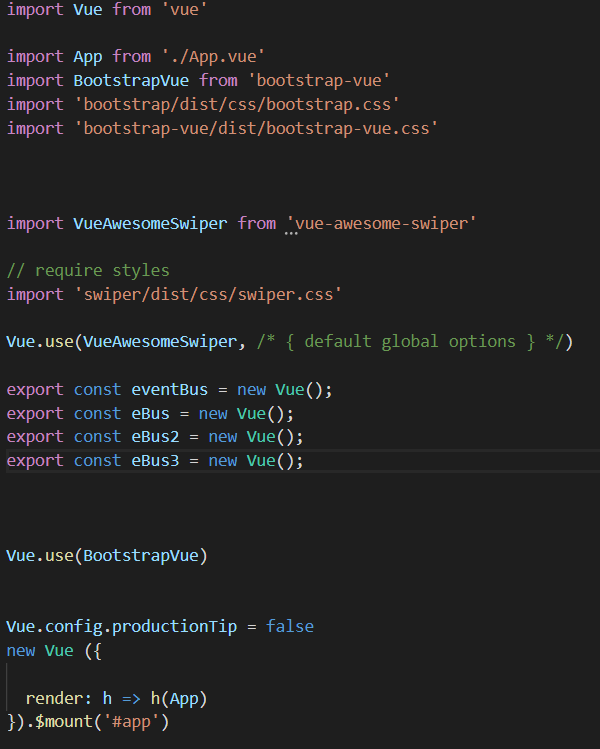 import Vue from 'vue'
import App from './App.vue'
import BootstrapVue from 'bootstrap-vue'
import 'bootstrap/dist/css/bootstrap.css'
import 'bootstrap-vue/dist/bootstrap-vue.css'
import VueAwesomeSwiper from 'vue-awesome-swiper'
// require styles
import 'swiper/dist/css/swiper.css'
Vue.use(VueAwesomeSwiper, /* { default global options } */)
export const eventBus = new Vue();
export const eBus = new Vue();
export const eBus2 = new Vue();
export const eBus3 = new Vue();
Vue.use(BootstrapVue)
Vue.config.productionTip = false
new Vue ({
  render: h => h(App)
}).$mount('#app')